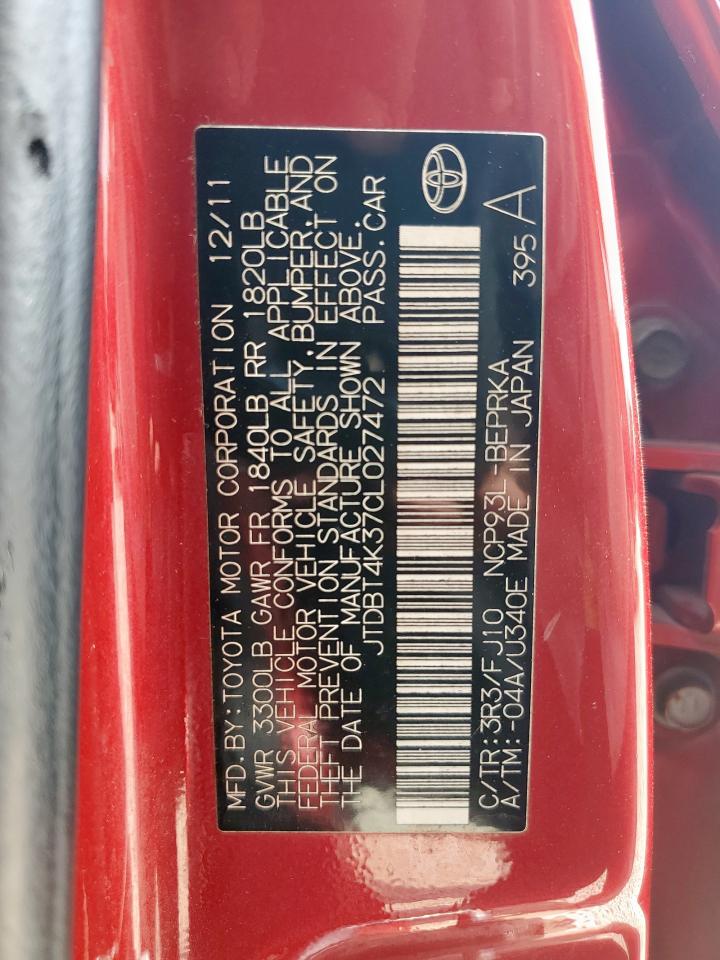 MFD.BY:TOYOTA MOTOR CORPORATION 12/11
GVWR 3300LB GAWR FR 1840LB RR 1820LB
THIS VEHICLE CONFORMS TO ALL APPLICABLE
FEDERAL MOTOR VEHICLE SAFETY,BUMPER,AND
THEFT PREVENTION STANDARDS IN EFFECT ON
THE DATE OF MANUFACTURE SHOWN ABOVE.
JTDBT4K37CL027472 PASS.CAR
C/TR:3R3/FJ10 NCP93L-BEPRKA 395A
A/TM:-04A/U340E MADE IN JAPAN